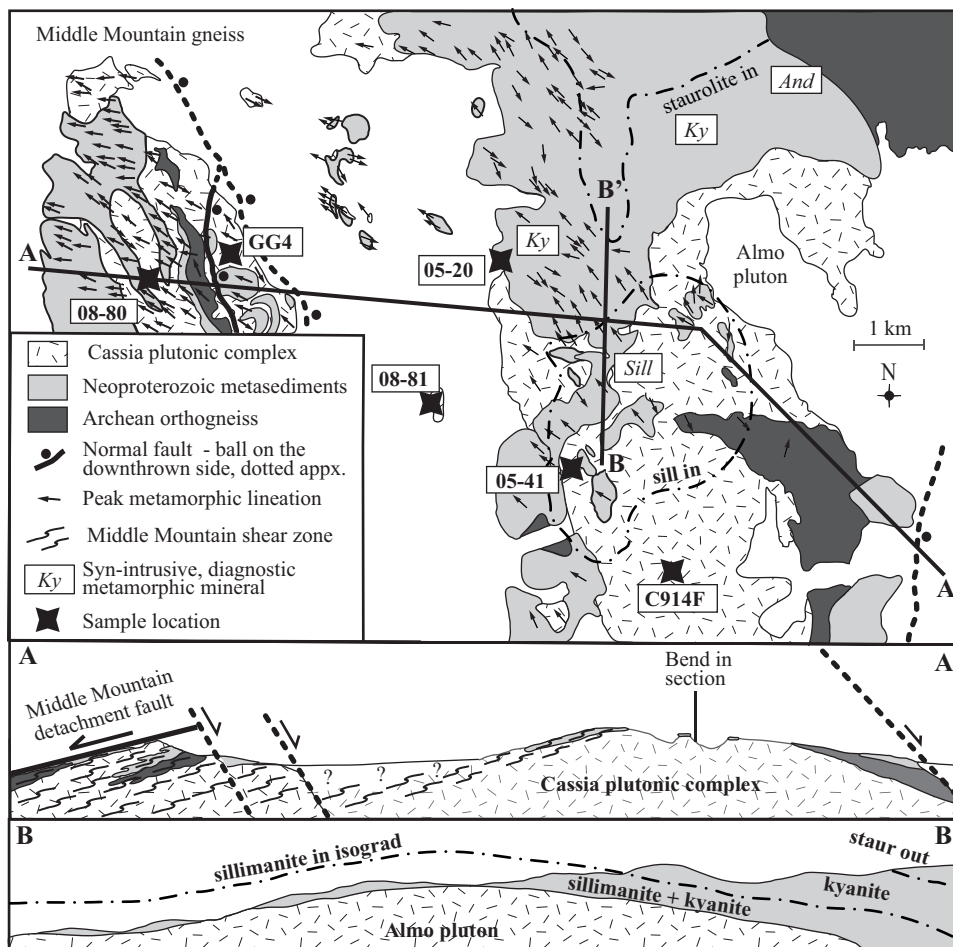 Middle Mountain gneiss
staurolite in
And
Ky
B'
Ky
GG4
A
05-20
Almo
pluton
08-80
1 km
N
Sill
08-81
B
05-41
sill in
C914F
A
Cassia plutonic complex
Neoproterozoic metasediments
Archean orthogneiss
Normal fault - ball on the
downthrown side, dotted appx.
Peak metamorphic lineation
Middle Mountain shear zone
Ky
Syn-intrusive, diagnostic
metamorphic mineral
Sample location
A
Middle Mountain
detachment fault
Bend in
section
A
? ? ?
Cassia plutonic complex
B
sillimanite in isograd
staur out
B
kyanite
sillimanite + kyanite
Almo pluton